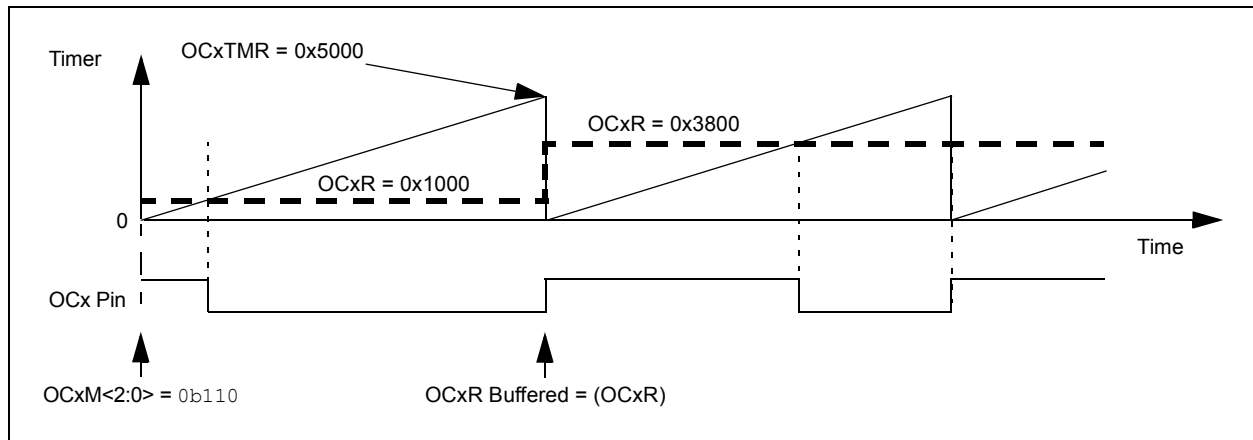 OCxTMR = 0x5000
Timer
OCxR = 0x3800
OCxR = 0x1000
0
Time
OCx Pin
OCxM<2:0> = 0b110
OCxR Buffered = (OCxR)